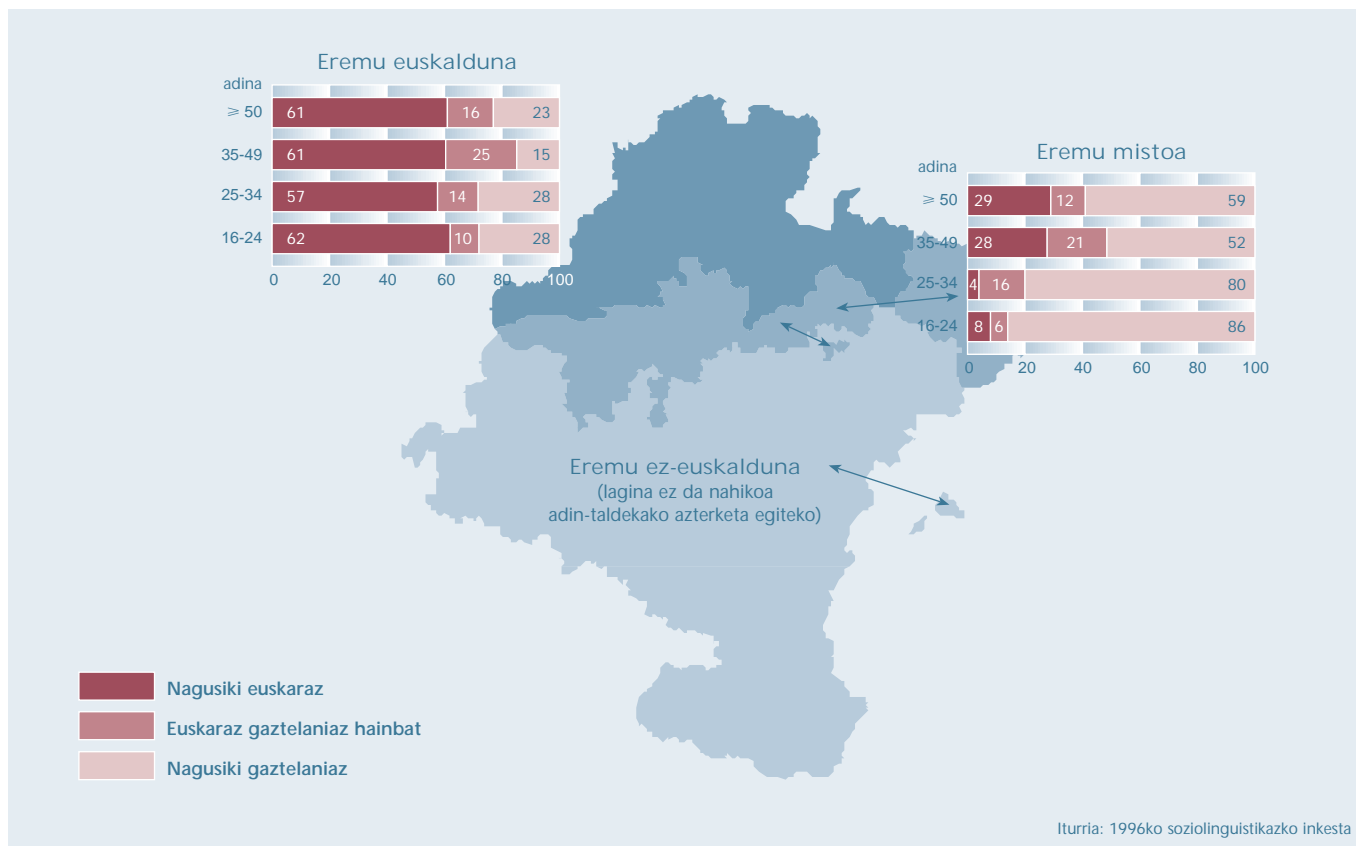 Eremu euskalduna
adina
≥ 50 61 16 23
35-49 61 25 15
25-34 57 14 28
16-24 62 10 28
0 20 40 60 80 100
Eremu mistoa
adina
≥ 50 29 12 59
35-49 28 21 52
25-34 4 16 80
16-24 8 6 86
0 20 40 60 80 100
Eremu ez-euskalduna
(lagina ez da nahikoa
adin-taldekako azterketa egiteko)
Nagusiki euskaraz
Euskaraz gaztelaniaz hainbat
Nagusiki gaztelaniaz
Iturria: 1996ko soziolinguistikazko inkesta